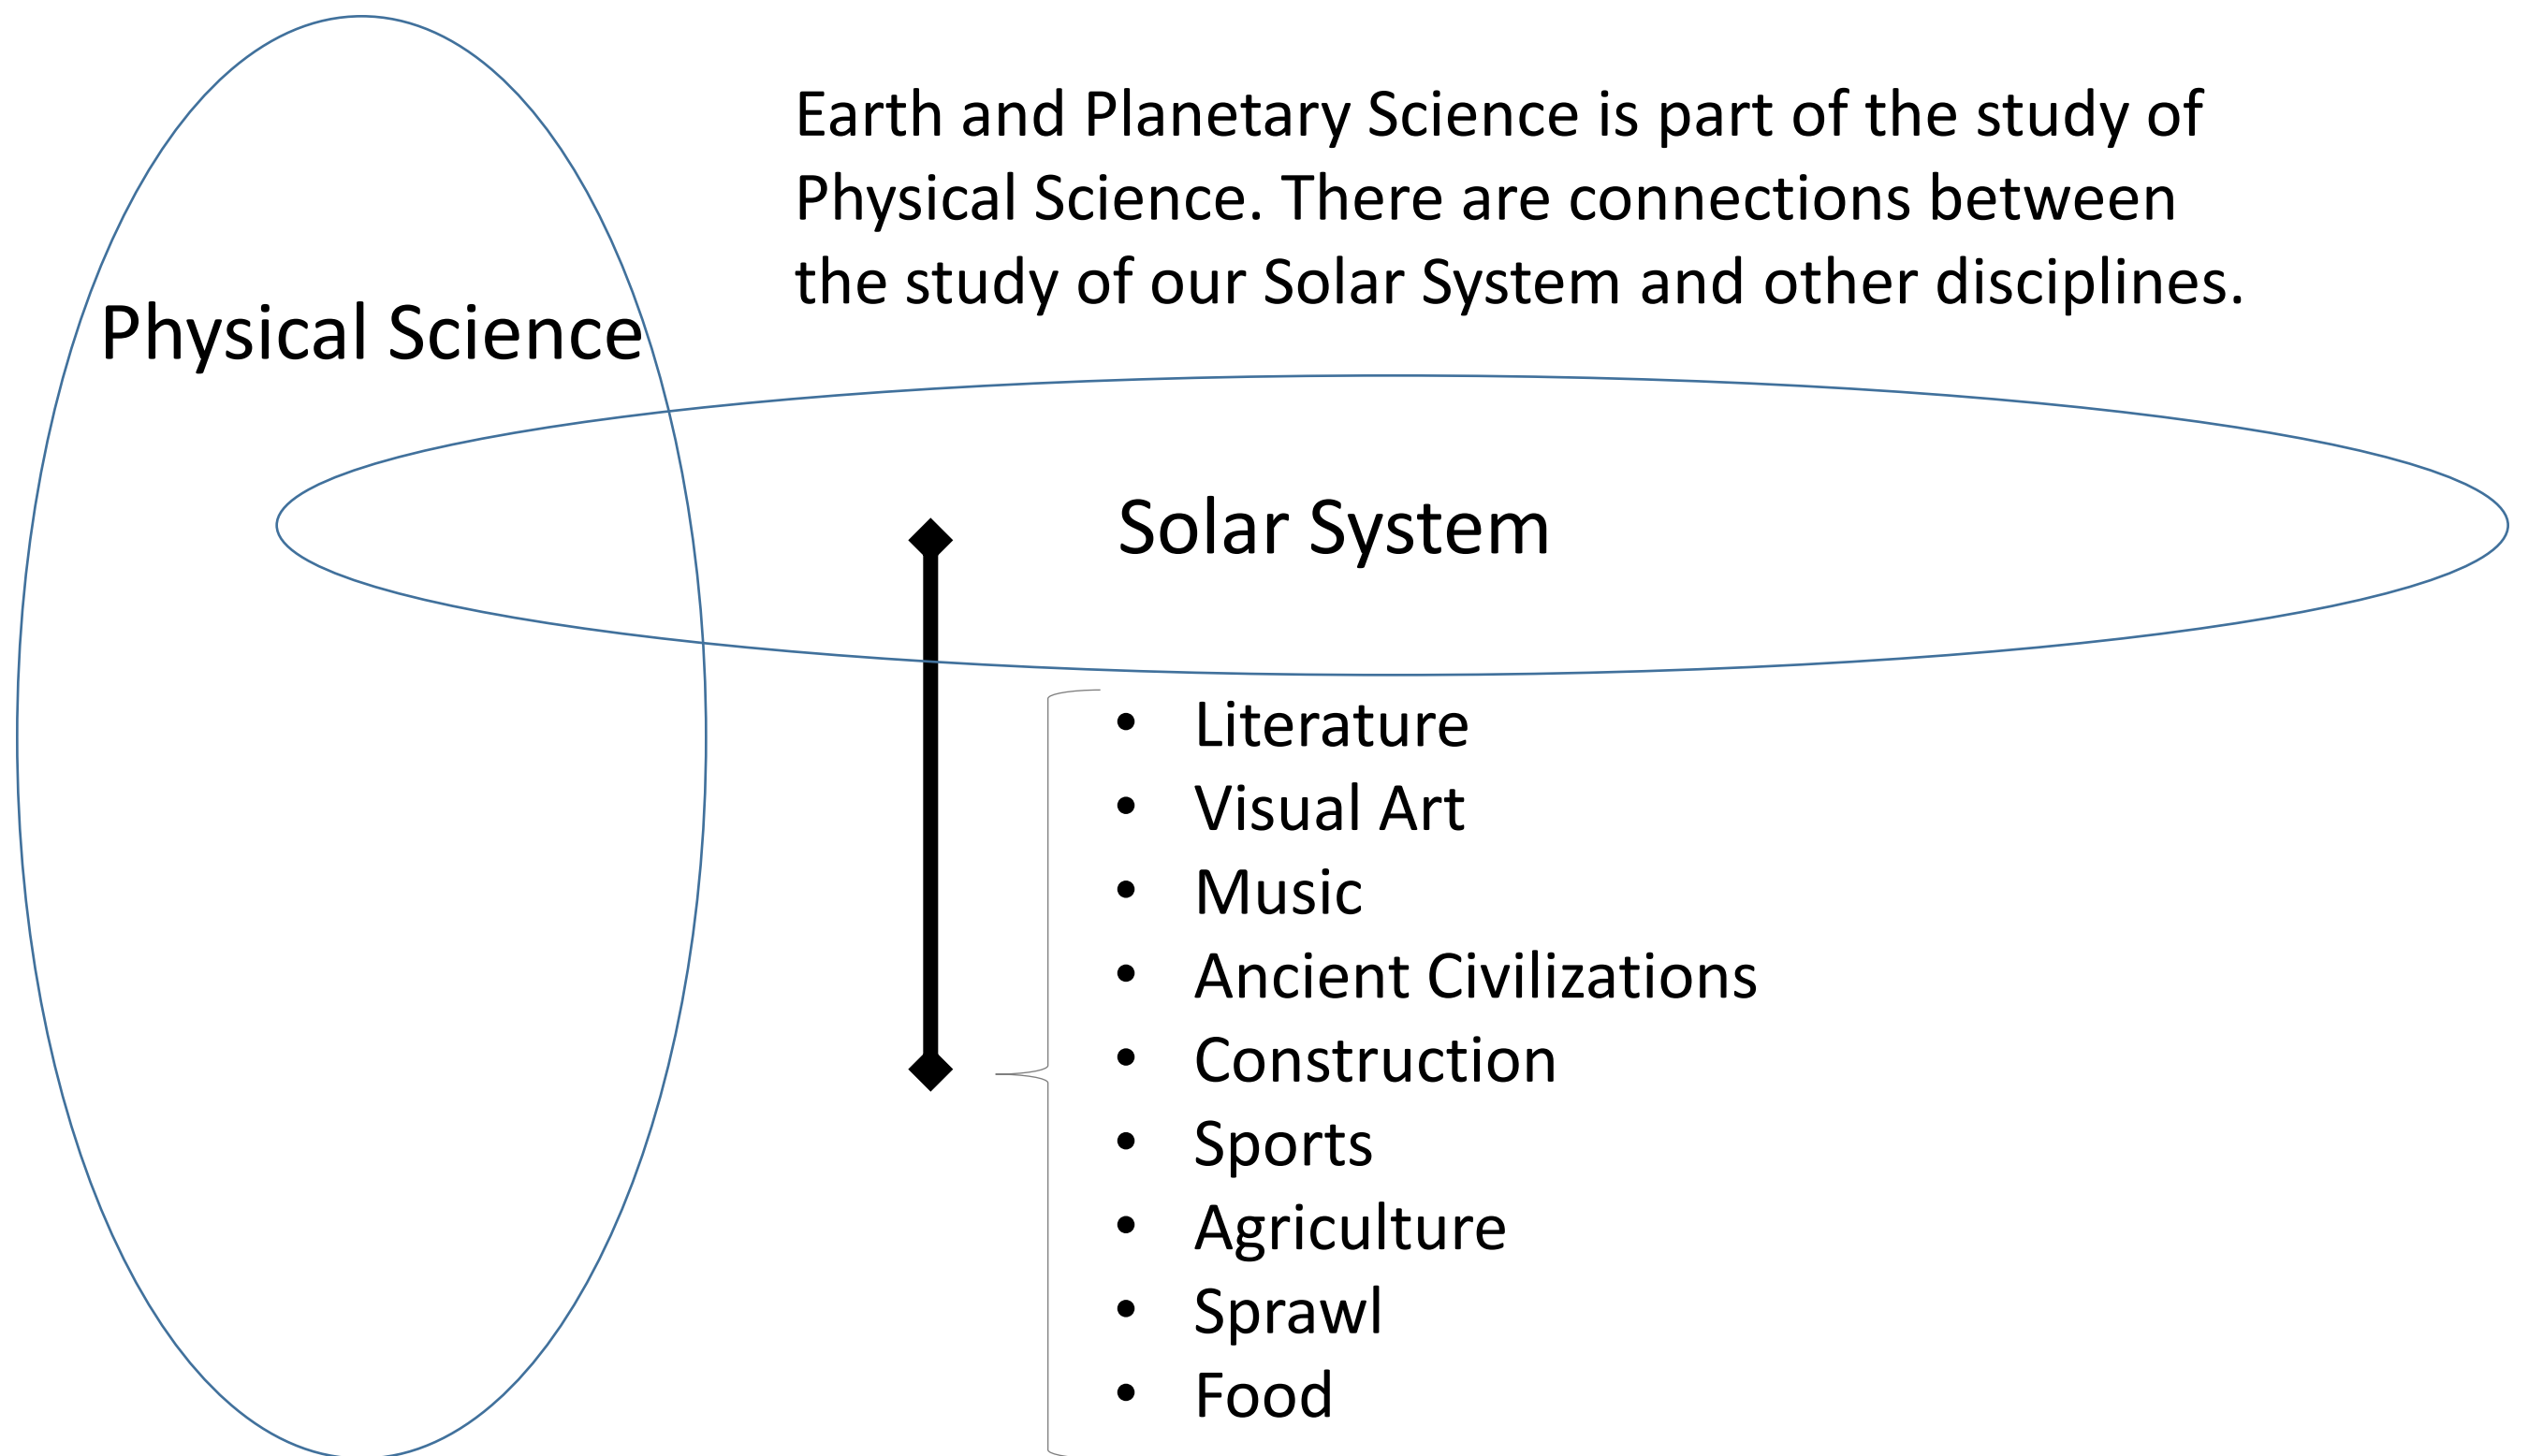 Earth and Planetary Science is part of the study of
Physical Science. There are connections between
the study of our Solar System and other disciplines.
Physical Science
Solar System
• Literature
• Visual Art
• Music
• Ancient Civilizations
• Construction
• Sports
• Agriculture
• Sprawl
• Food